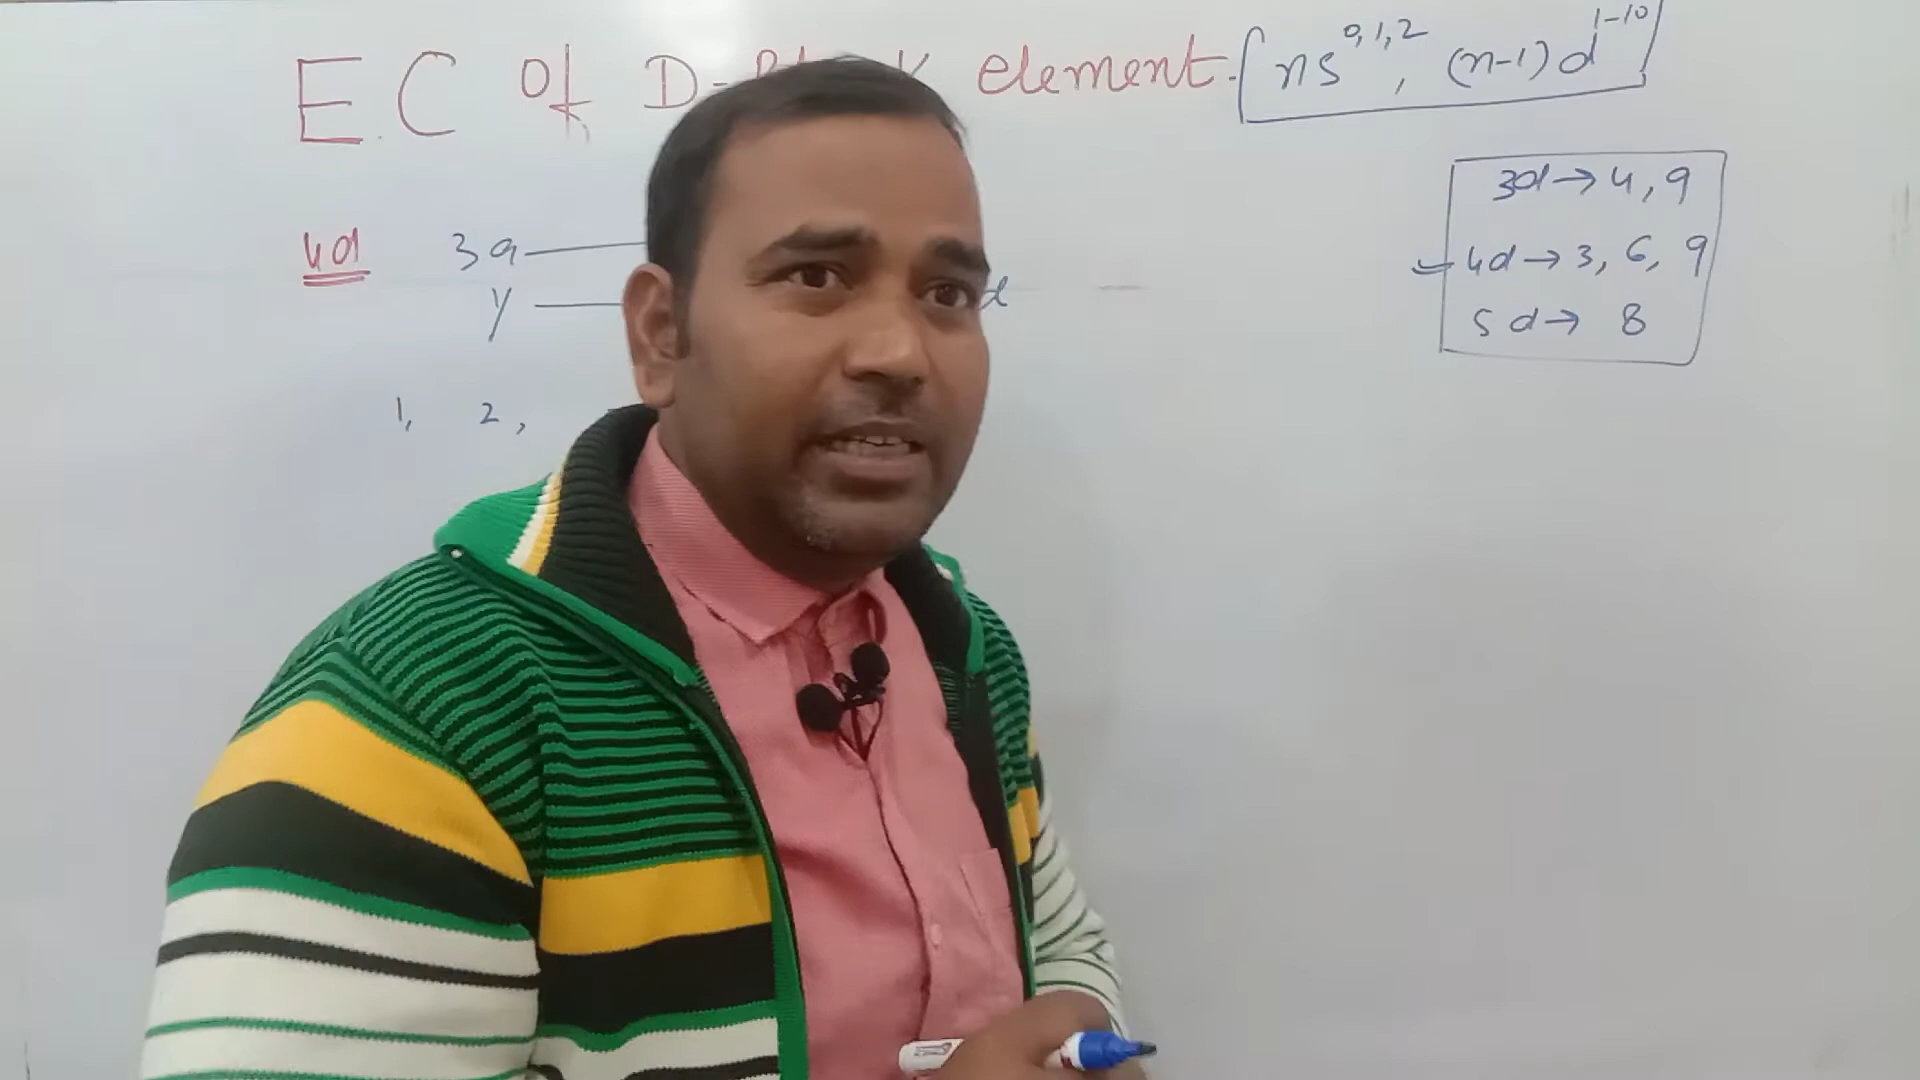 E.C Of D- element. [ns^0,1,2, (n-1)d^1-10]
3d → 4, 9
4d → 3, 6, 9
5d → 8
4d 39
Y d
1, 2,